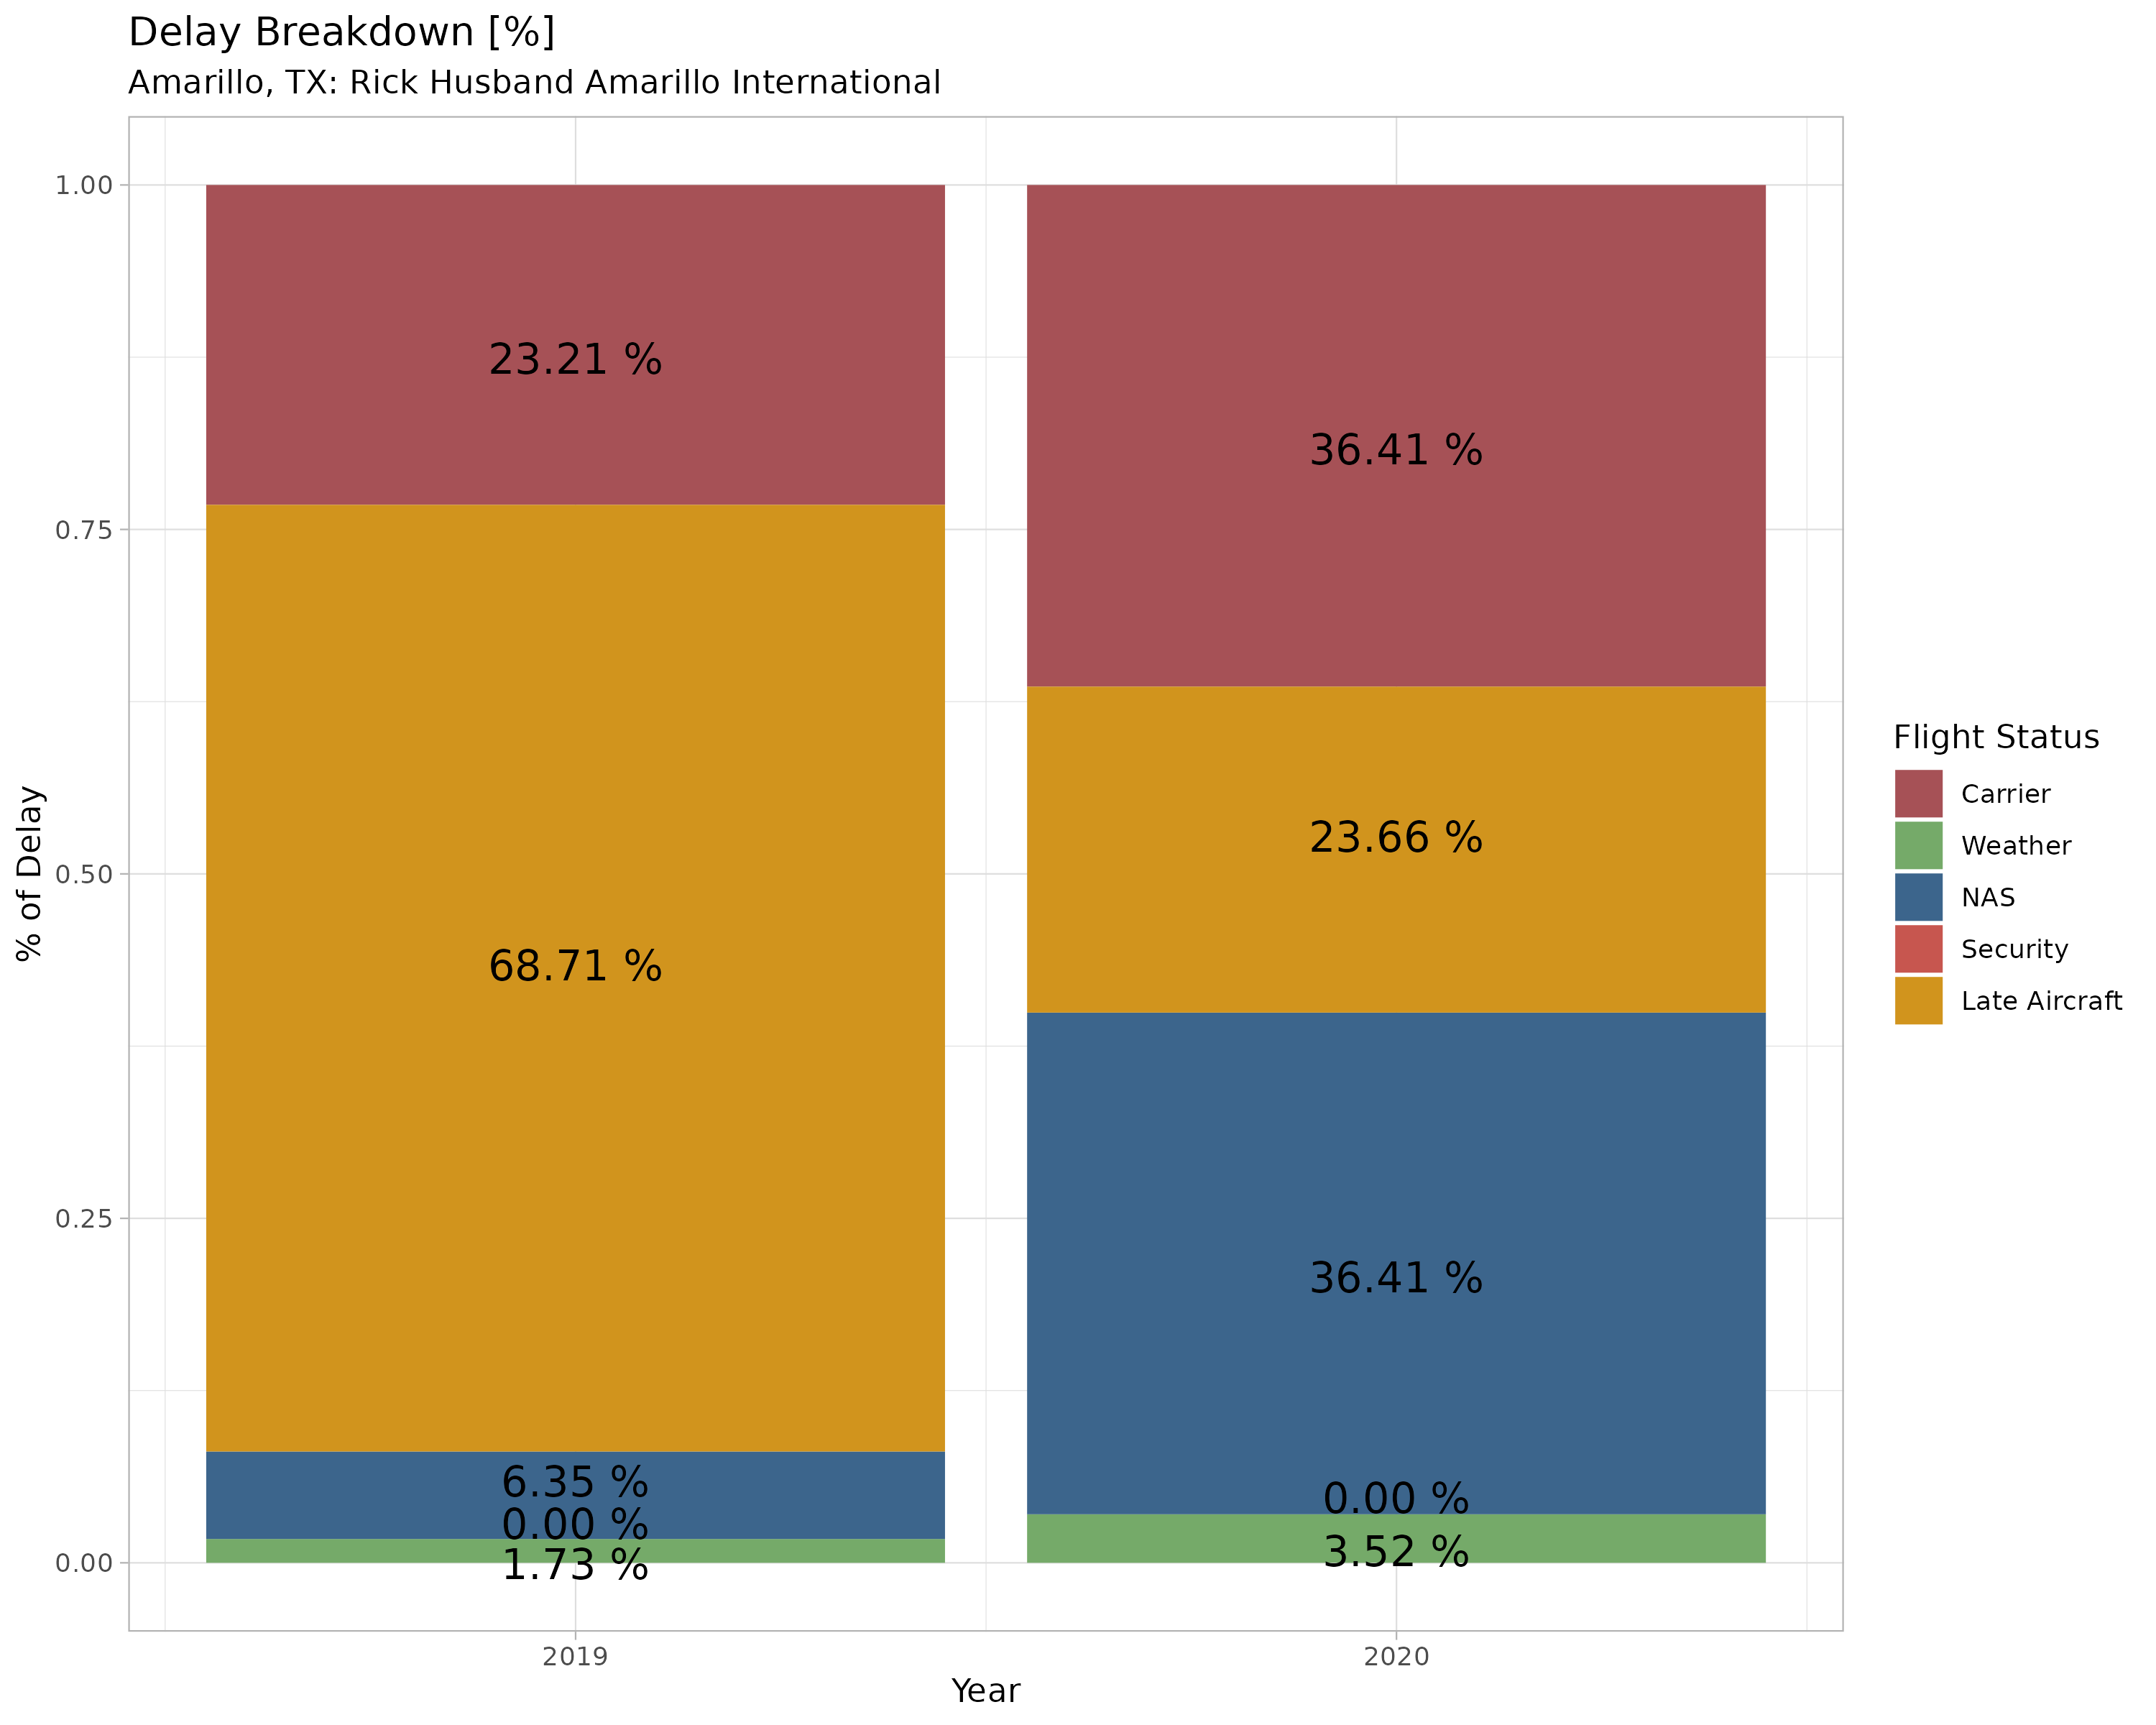 Delay Breakdown [%]
Amarillo, TX: Rick Husband Amarillo International
% of Delay
1.00
0.75
0.50
0.25
0.00
23.21 %
68.71 %
6.35 %
0.00 %
1.73 %
36.41 %
23.66 %
36.41 %
0.00 %
3.52 %
2019
2020
Year
Flight Status
Carrier
Weather
NAS
Security
Late Aircraft